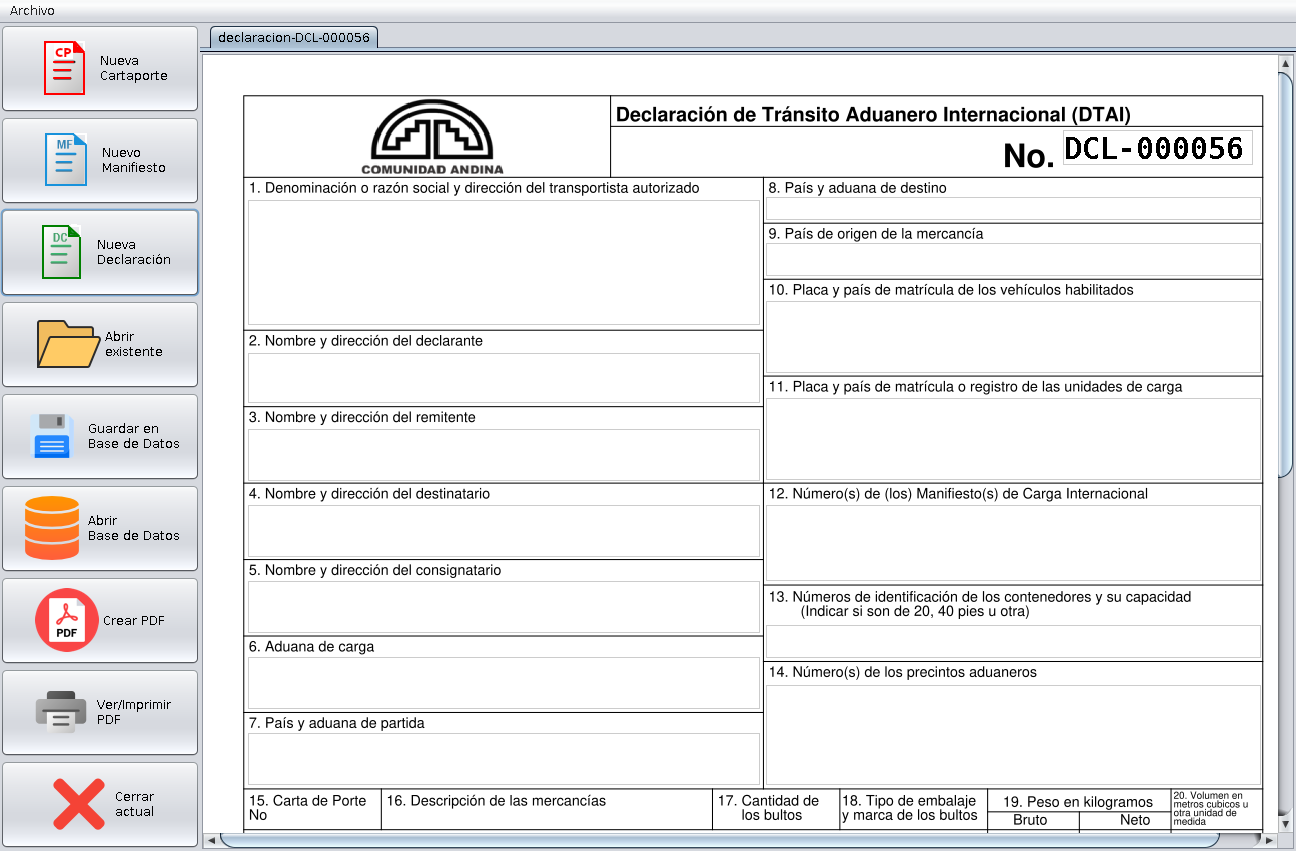 Archivo
CP
Nueva
Cartaporte
MF
Nuevo
Manifiesto
DC
Nueva
Declaración
Abrir
existente
Guardar en
Base de Datos
Abrir
Base de Datos
PDF
Crear PDF
Ver/Imprimir
PDF
Cerrar
actual
declaracion-DCL-000056
COMUNIDAD ANDINA
Declaración de Tránsito Aduanero Internacional (DTAI)
No. DCL-000056
1. Denominación o razón social y dirección del transportista autorizado
2. Nombre y dirección del declarante
3. Nombre y dirección del remitente
4. Nombre y dirección del destinatario
5. Nombre y dirección del consignatario
6. Aduana de carga
7. País y aduana de partida
8. País y aduana de destino
9. País de origen de la mercancía
10. Placa y país de matrícula de los vehículos habilitados
11. Placa y país de matrícula o registro de las unidades de carga
12. Número(s) de (los) Manifiesto(s) de Carga Internacional
13. Números de identificación de los contenedores y su capacidad
(Indicar si son de 20, 40 pies u otra)
14. Número(s) de los precintos aduaneros
15. Carta de Porte
No
16. Descripción de las mercancías
17. Cantidad de
los bultos
18. Tipo de embalaje
y marca de los bultos
19. Peso en kilogramos
Bruto
Neto
20. Volumen en
metros cubicos u
otra unidad de
medida